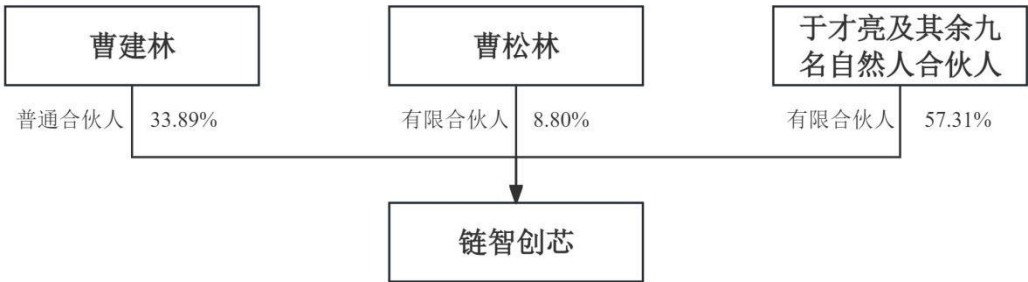 曹建林
曹松林
于才亮及其余九
名自然人合伙人
普通合伙人 33.89%
有限合伙人 8.80%
有限合伙人 57.31%
链智创芯